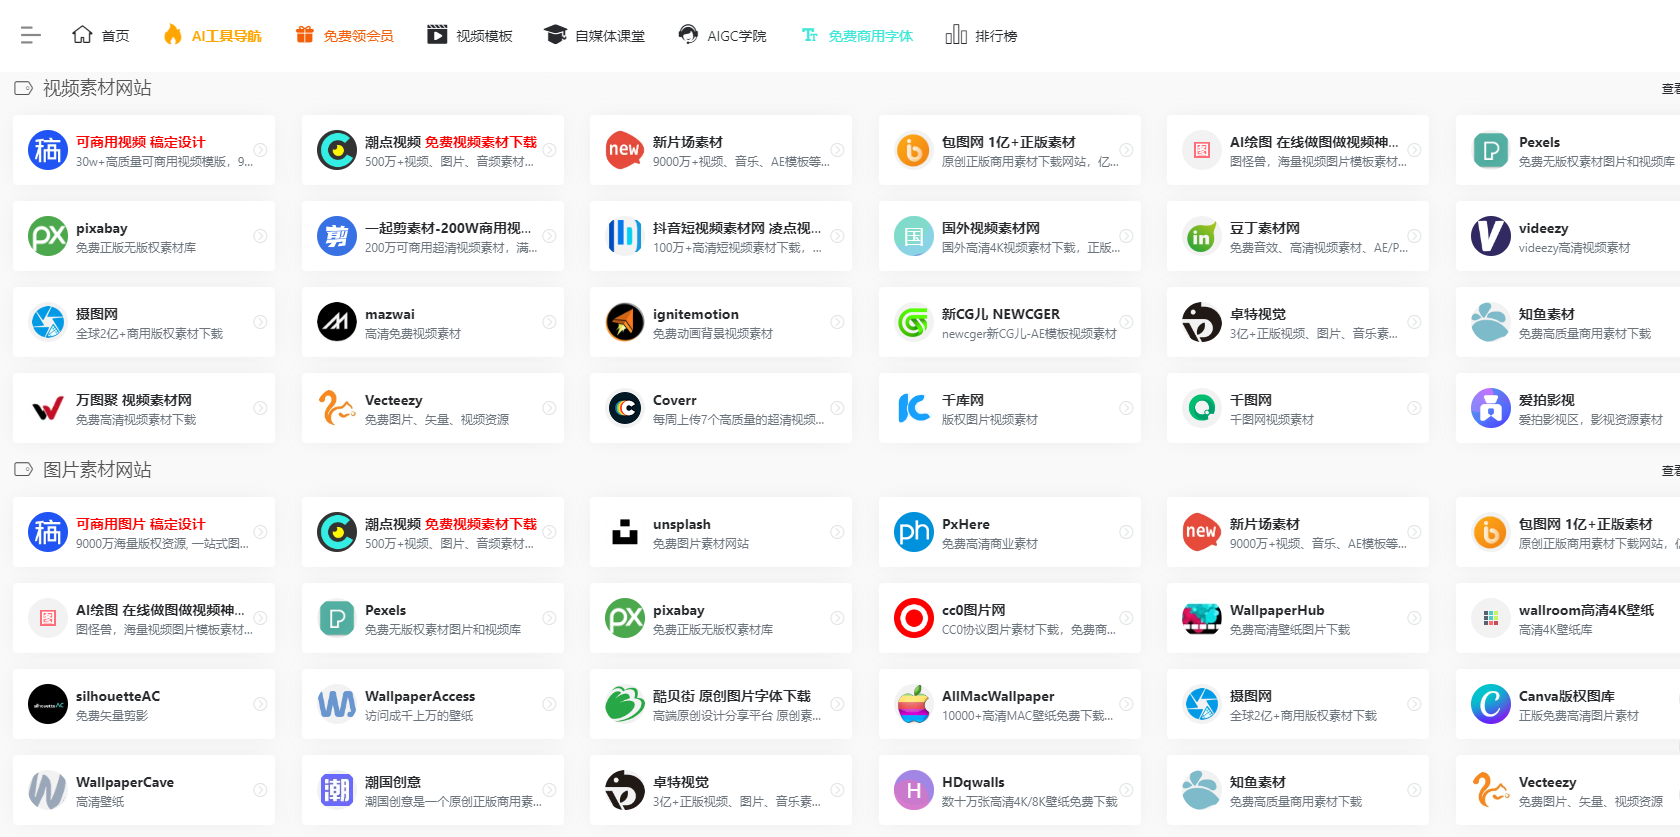 首页 AI工具导航 免费领会员 视频模板 自媒体课堂 AIGC学院 免费商用字体 排行榜
视频素材网站 查看
稿 可商用视频 稿定设计
30w+高质量可商用视频模版，9...
潮点视频 免费视频素材下载
500万+视频、图片、音频素材...
new 新片场素材
9000万+视频、音乐、AE模板等...
包图网 1亿+正版素材
原创正版商用素材下载网站，亿...
图 AI绘图 在线做图做视频神...
图怪兽，海量视频图片模板素材...
Pexels
免费无版权素材图片和视频库
px pixabay
免费正版无版权素材库
剪 一起剪素材-200W商用视...
200万可商用超清视频素材，满...
抖音短视频素材网 凌点视...
100万+高清短视频素材下载，...
国 国外视频素材网
国外高清4K视频素材下载，正版...
in 豆丁素材网
免费音效、高清视频素材、AE/P...
videezy
videezy高清视频素材
摄图网
全球2亿+商用版权素材下载
mazwai
高清免费视频素材
ignitemotion
免费动画背景视频素材
新CG儿 NEWCGER
newcger新CG儿-AE模板视频素材
卓特视觉
3亿+正版视频、图片、音乐素...
知鱼素材
免费高质量商用素材下载
万图聚 视频素材网
免费高清视频素材下载
Vecteezy
免费图片、矢量、视频资源
Coverr
每周上传7个高质量的超清视频...
千库网
版权图片视频素材
千图网
千图网视频素材
爱拍影视
爱拍影视区，影视资源素材
图片素材网站 查看
稿 可商用图片 稿定设计
9000万海量版权资源, 一站式图...
潮点视频 免费视频素材下载
500万+视频、图片、音频素材...
unsplash
免费图片素材网站
ph PxHere
免费高清商业素材
new 新片场素材
9000万+视频、音乐、AE模板等...
包图网 1亿+正版素材
原创正版商用素材下载网站，亿
图 AI绘图 在线做图做视频神...
图怪兽，海量视频图片模板素材...
Pexels
免费无版权素材图片和视频库
px pixabay
免费正版无版权素材库
cc0图片网
CC0协议图片素材下载，免费商...
WallpaperHub
免费高清壁纸图片下载
wallroom高清4K壁纸
高清4K壁纸库
silhouetteAC silhouetteAC
免费矢量剪影
WallpaperAccess
访问成千上万的壁纸
酷贝街 原创图片字体下载
高端原创设计分享平台 原创素...
AllMacWallpaper
10000+高清MAC壁纸免费下载...
摄图网
全球2亿+商用版权素材下载
Canva版权图库
正版免费高清图片素材
WallpaperCave
高清壁纸
潮 潮国创意
潮国创意是一个原创正版商用素...
卓特视觉
3亿+正版视频、图片、音乐素...
H HDqwalls
数十万张高清4K/8K壁纸免费下载
知鱼素材
免费高质量商用素材下载
Vecteezy
免费图片、矢量、视频资源